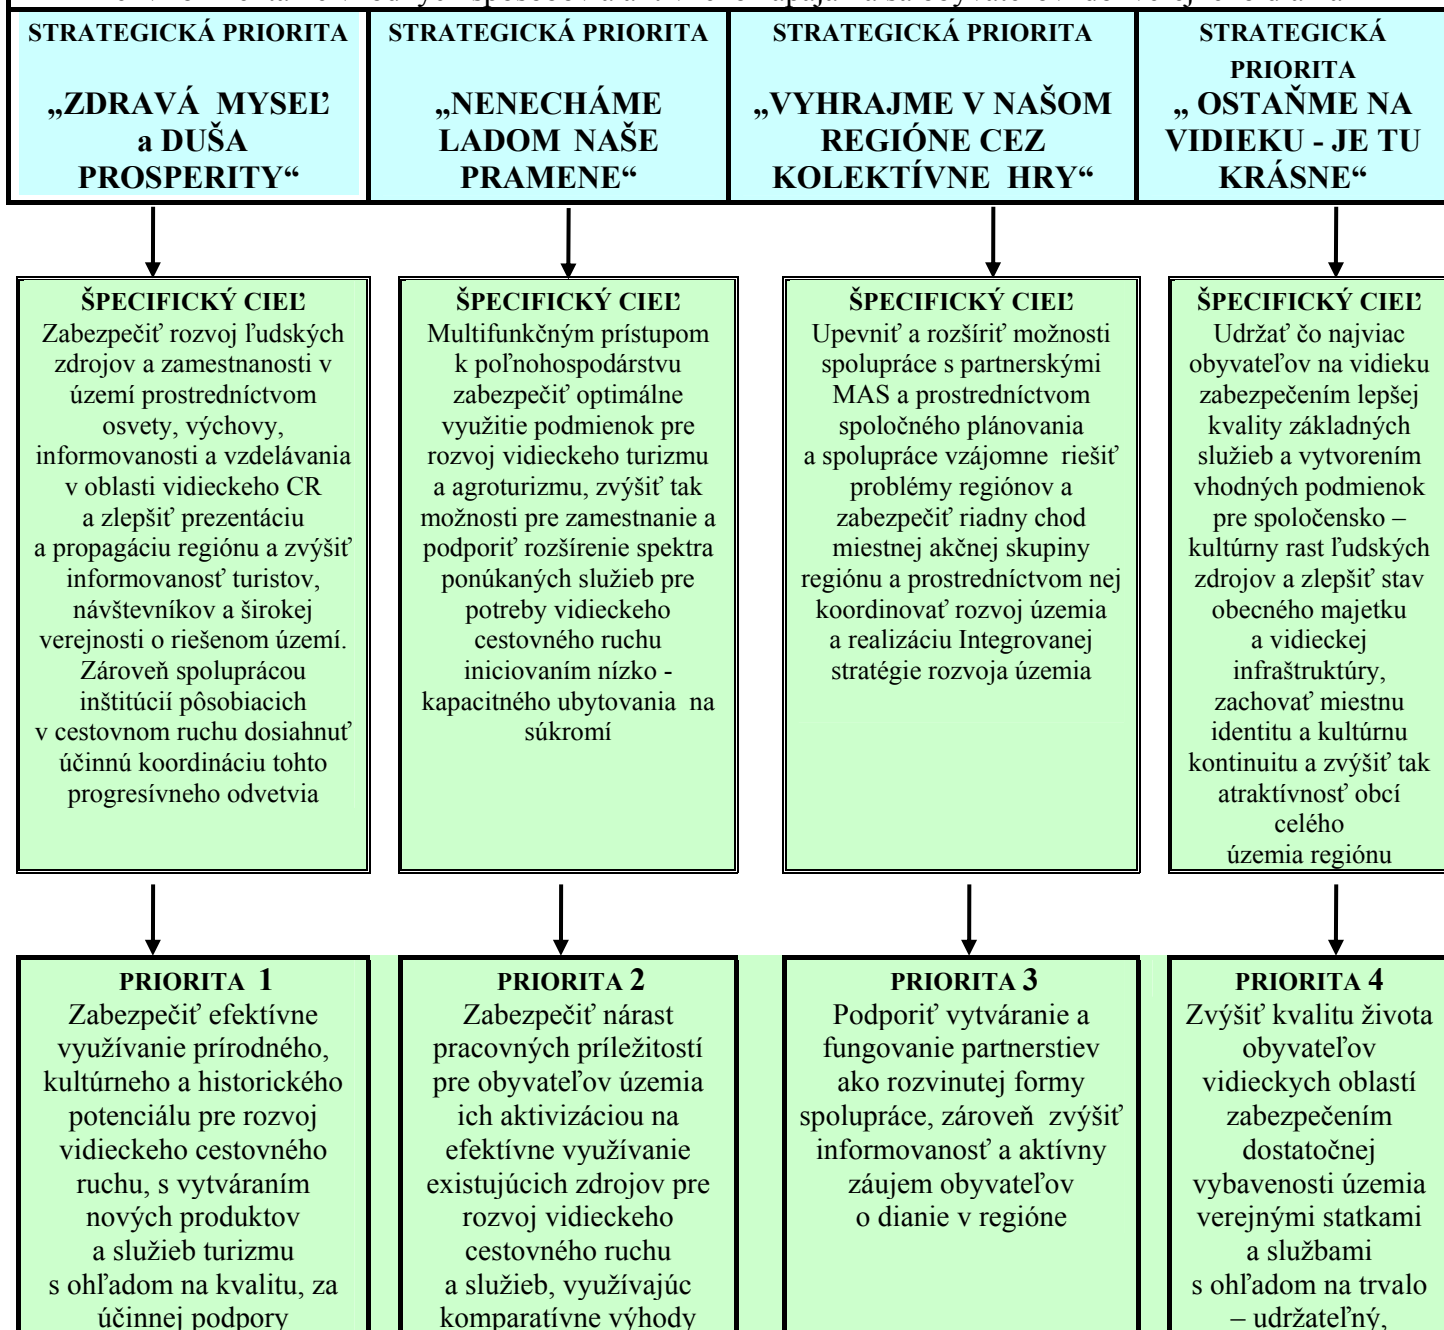 STRATEGICKÁ PRIORITA
„ZDRAVÁ MYSEĽ
a DUŠA
PROSPERITY“
STRATEGICKÁ PRIORITA
„NENECHÁME
LADOM NAŠE
PRAMENE“
STRATEGICKÁ PRIORITA
„VYHRAJME V NAŠOM
REGIÓNE CEZ
KOLEKTÍVNE HRY“
STRATEGICKÁ
PRIORITA
„ OSTAŇME NA
VIDIEKU - JE TU
KRÁSNE“
ŠPECIFICKÝ CIEĽ
Zabezpečiť rozvoj ľudských
zdrojov a zamestnanosti v
území prostredníctvom
osvety, výchovy,
informovanosti a vzdelávania
v oblasti vidieckeho CR
a zlepšiť prezentáciu
a propagáciu regiónu a zvýšiť
informovanosť turistov,
návštevníkov a širokej
verejnosti o riešenom území.
Zároveň spoluprácou
inštitúcií pôsobiacich
v cestovnom ruchu dosiahnuť
účinnú koordináciu tohto
progresívneho odvetvia
ŠPECIFICKÝ CIEĽ
Multifunkčným prístupom
k poľnohospodárstvu
zabezpečiť optimálne
využitie podmienok pre
rozvoj vidieckeho turizmu
a agroturizmu, zvýšiť tak
možnosti pre zamestnanie a
podporiť rozšírenie spektra
ponúkaných služieb pre
potreby vidieckeho
cestovného ruchu
iniciovaním nízko -
kapacitného ubytovania na
súkromí
ŠPECIFICKÝ CIEĽ
Upevniť a rozšíriť možnosti
spolupráce s partnerskými
MAS a prostredníctvom
spoločného plánovania
a spolupráce vzájomne riešiť
problémy regiónov a
zabezpečiť riadny chod
miestnej akčnej skupiny
regiónu a prostredníctvom nej
koordinovať rozvoj územia
a realizáciu Integrovanej
stratégie rozvoja územia
ŠPECIFICKÝ CIEĽ
Udržať čo najviac
obyvateľov na vidieku
zabezpečením lepšej
kvality základných
služieb a vytvorením
vhodných podmienok
pre spoločensko –
kultúrny rast ľudských
zdrojov a zlepšiť stav
obecného majetku
a vidieckej
infraštruktúry,
zachovať miestnu
identitu a kultúrnu
kontinuitu a zvýšiť tak
atraktívnosť obcí
celého
územia regiónu
PRIORITA 1
Zabezpečiť efektívne
využívanie prírodného,
kultúrneho a historického
potenciálu pre rozvoj
vidieckeho cestovného
ruchu, s vytváraním
nových produktov
a služieb turizmu
s ohľadom na kvalitu, za
účinnej podpory
PRIORITA 2
Zabezpečiť nárast
pracovných príležitostí
pre obyvateľov územia
ich aktivizáciou na
efektívne využívanie
existujúcich zdrojov pre
rozvoj vidieckeho
cestovného ruchu
a služieb, využívajúc
komparatívne výhody
PRIORITA 3
Podporiť vytváranie a
fungovanie partnerstiev
ako rozvinutej formy
spolupráce, zároveň zvýšiť
informovanosť a aktívny
záujem obyvateľov
o dianie v regióne
PRIORITA 4
Zvýšiť kvalitu života
obyvateľov
vidieckych oblastí
zabezpečením
dostatočnej
vybavenosti územia
verejnými statkami
a službami
s ohľadom na trvalo
– udržateľný,